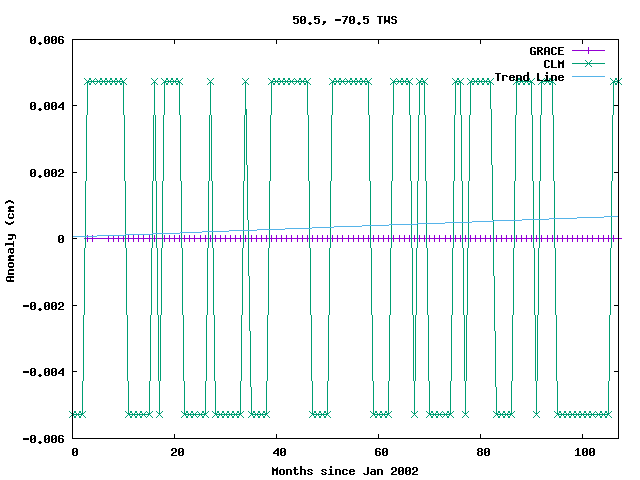 50.5, -70.5 TWS
GRACE
CLM
Trend Line
0.006
0.004
0.002
0
-0.002
-0.004
-0.006
Anomaly (cm)
0 20 40 60 80 100
Months since Jan 2002